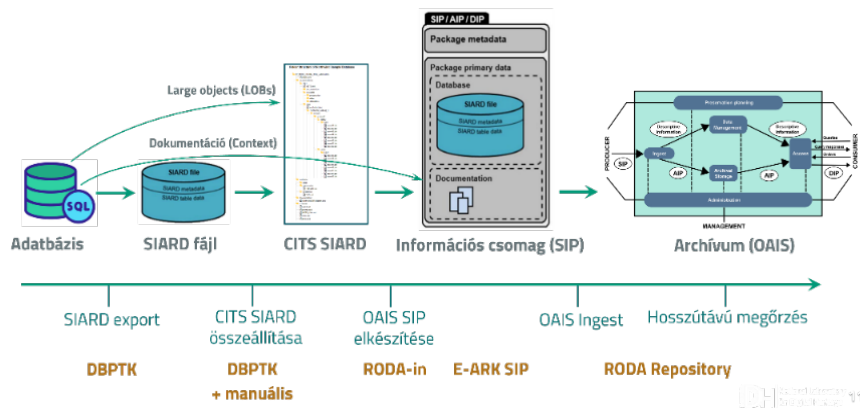 SIP / AIP / DIP
Package metadata
Package primary data
Database
SIARD file
SIARD metadata
SIARD table data
Documentation
Large objects (LOBs)
Dokumentáció (Context)
SQL
SIARD file
SIARD metadata
SIARD table data
Preservation planning
Descriptive
Information
Data
Management
Descriptive
Information
Ingest
Access
Queries
Query responses
Orders
SIP
AIP
Archival
Storage
AIP
DIP
PRODUCER
CONSUMER
Administration
MANAGEMENT
Adatbázis
SIARD fájl
CITS SIARD
Információs csomag (SIP)
Archívum (OAIS)
SIARD export
CITS SIARD
összeállítása
OAIS SIP
elkészítése
OAIS Ingest
Hosszútávú megőrzés
DBPTK
DBPTK
+ manuális
RODA-in
E-ARK SIP
RODA Repository